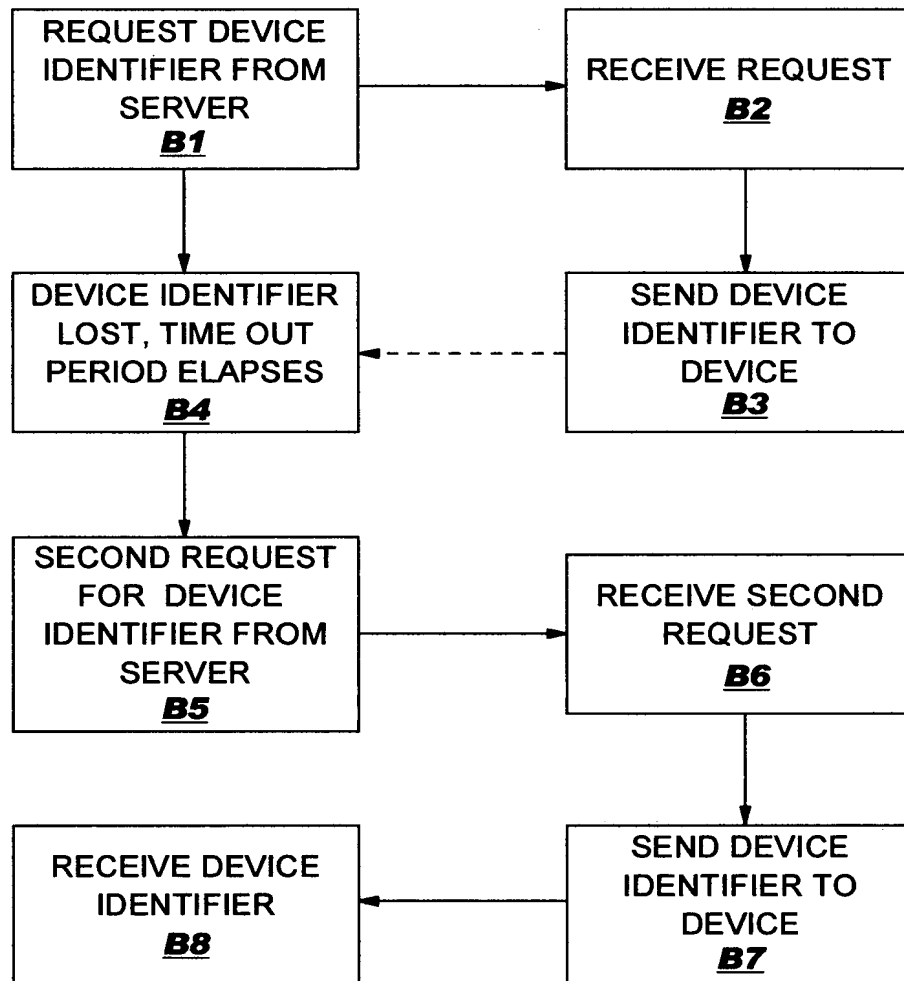 REQUEST DEVICE
IDENTIFIER FROM
SERVER
B1
RECEIVE REQUEST
B2
DEVICE IDENTIFIER
LOST, TIME OUT
PERIOD ELAPSES
B4
SEND DEVICE
IDENTIFIER TO
DEVICE
B3
SECOND REQUEST
FOR DEVICE
IDENTIFIER FROM
SERVER
B5
RECEIVE SECOND
REQUEST
B6
RECEIVE DEVICE
IDENTIFIER
B8
SEND DEVICE
IDENTIFIER TO
DEVICE
B7